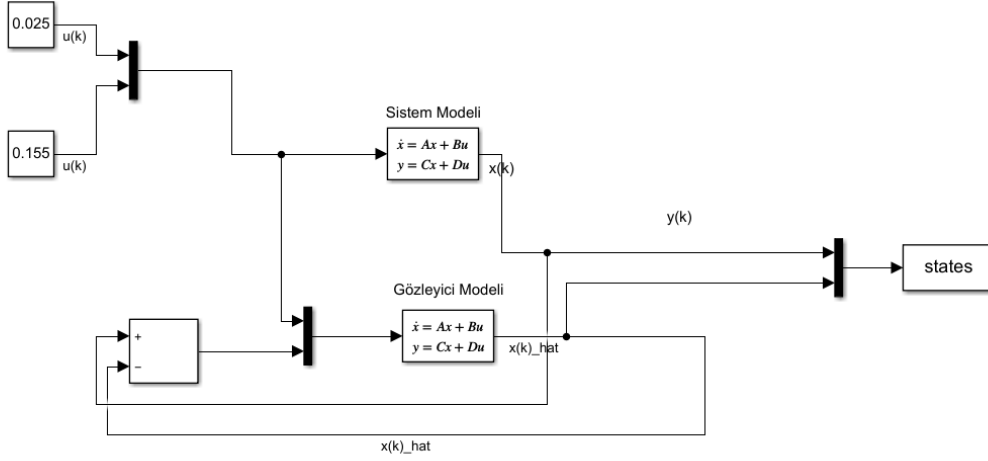 0.025
u(k)
0.155
u(k)
Sistem Modeli
ẋ = Ax + Bu
y = Cx + Du
x(k)
y(k)
states
Gözleyici Modeli
ẋ = Ax + Bu
y = Cx + Du
x(k)_hat
+
−
x(k)_hat